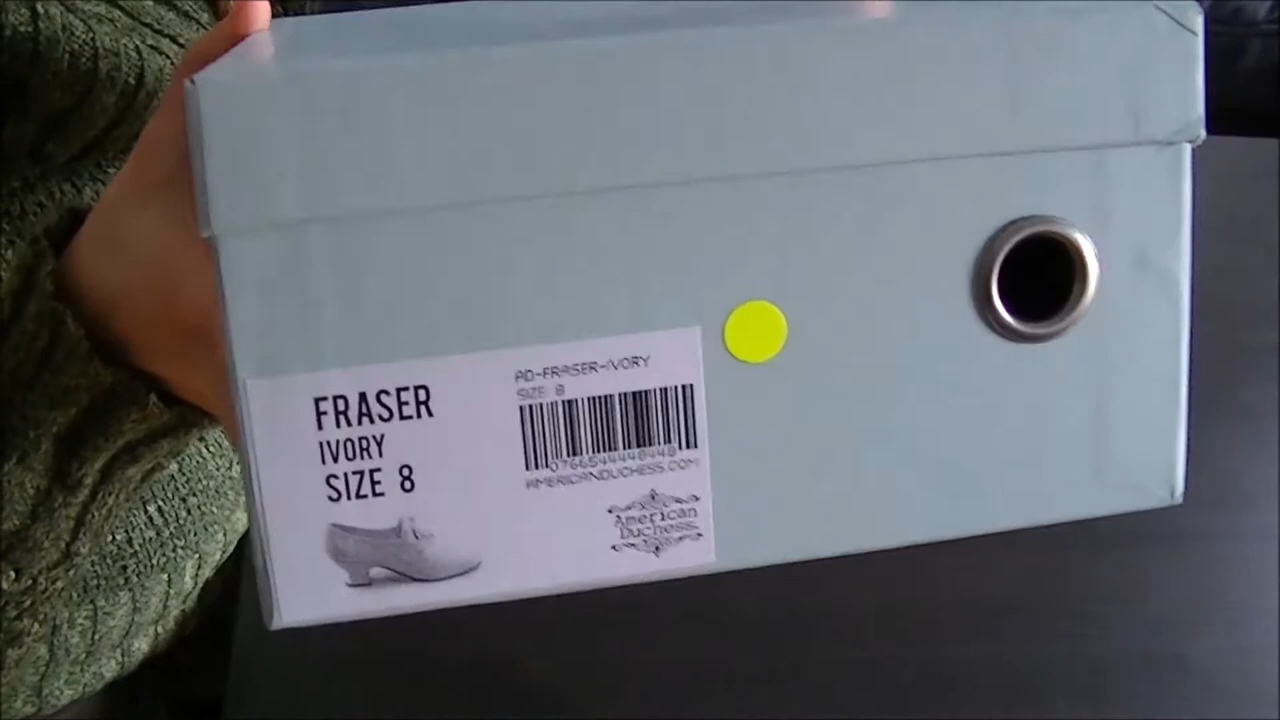 FRASER
IVORY
SIZE 8
AD-FRASER-IVORY
SIZE 8
AMERICANDUCHESS.COM
American
Duchess